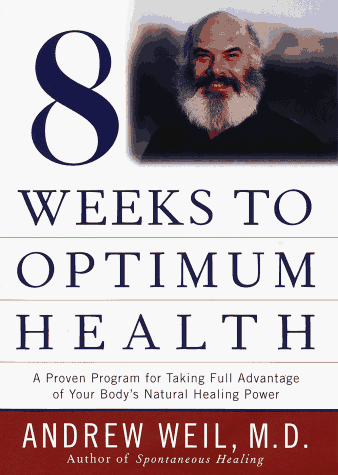 8
WEEKS TO
OPTIMUM
HEALTH
A Proven Program for Taking Full Advantage
of Your Body's Natural Healing Power
ANDREW WEIL, M.D.
Author of Spontaneous Healing